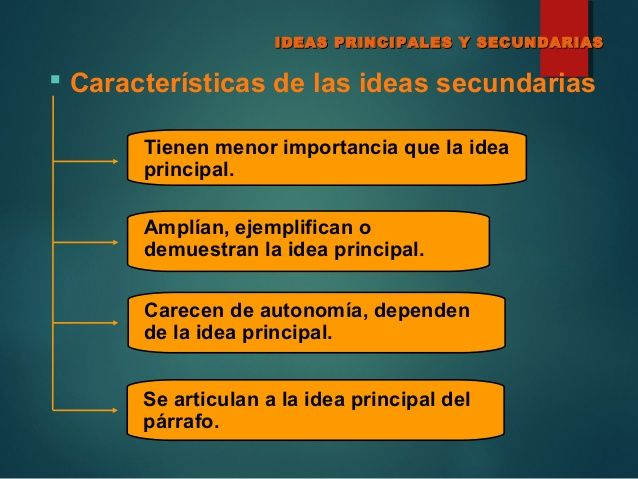 IDEAS PRINCIPALES Y SECUNDARIAS
Características de las ideas secundarias
Tienen menor importancia que la idea
principal.
Amplían, ejemplifican o
demuestran la idea principal.
Carecen de autonomía, dependen
de la idea principal.
Se articulan a la idea principal del
párrafo.